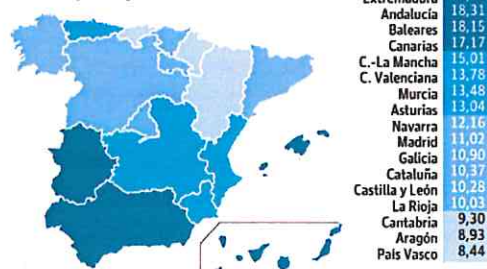 Extremadura
Andalucía 18,31
Baleares 18,15
Canarias 17,17
C.-La Mancha 15,01
C. Valenciana 13,78
Murcia 13,48
Asturias 13,04
Navarra 12,16
Madrid 11,02
Galicia 10,90
Cataluña 10,37
Castilla y León 10,28
La Rioja 10,03
Cantabria 9,30
Aragón 8,93
País Vasco 8,44